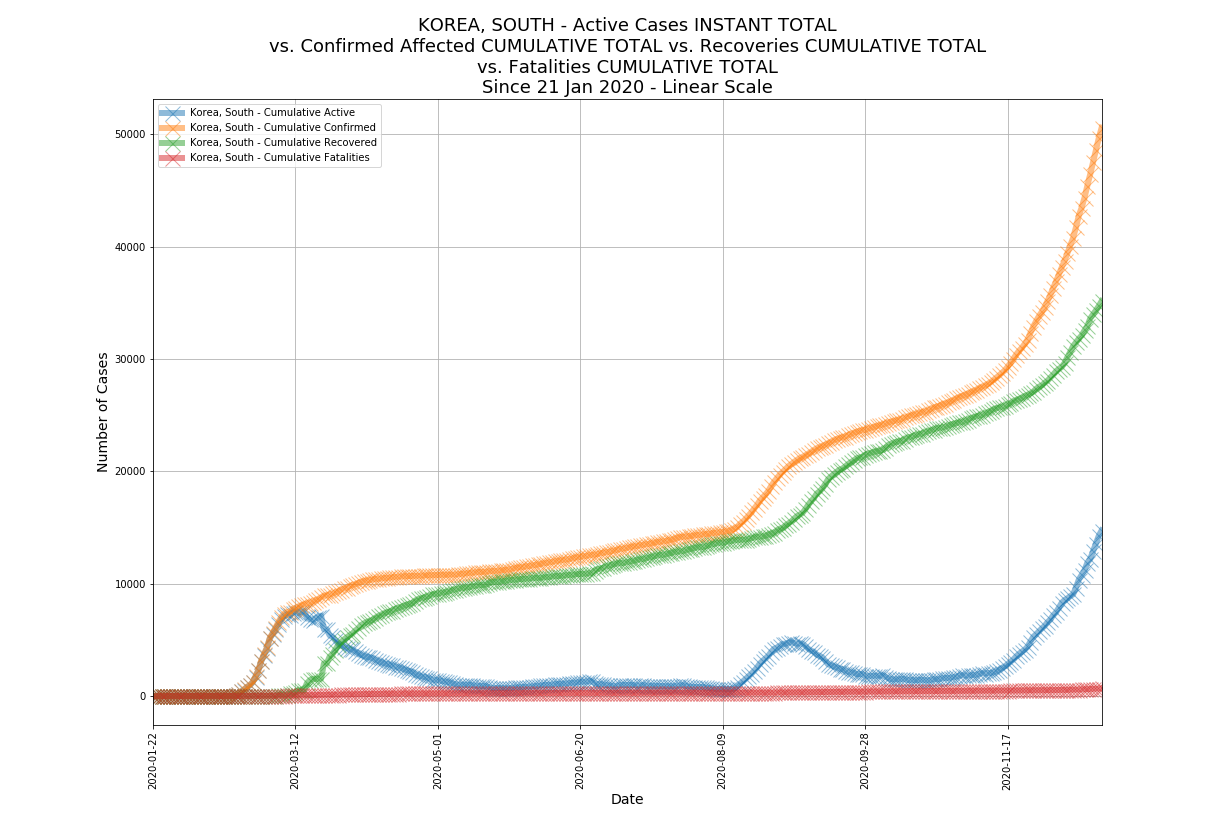 KOREA, SOUTH - Active Cases INSTANT TOTAL
vs. Confirmed Affected CUMULATIVE TOTAL vs. Recoveries CUMULATIVE TOTAL
vs. Fatalities CUMULATIVE TOTAL
Since 21 Jan 2020 - Linear Scale
Korea, South - Cumulative Active
Korea, South - Cumulative Confirmed
Korea, South - Cumulative Recovered
Korea, South - Cumulative Fatalities
Number of Cases
50000
40000
30000
20000
10000
0
2020-01-22
2020-03-12
2020-05-01
2020-06-20
2020-08-09
2020-09-28
2020-11-17
Date